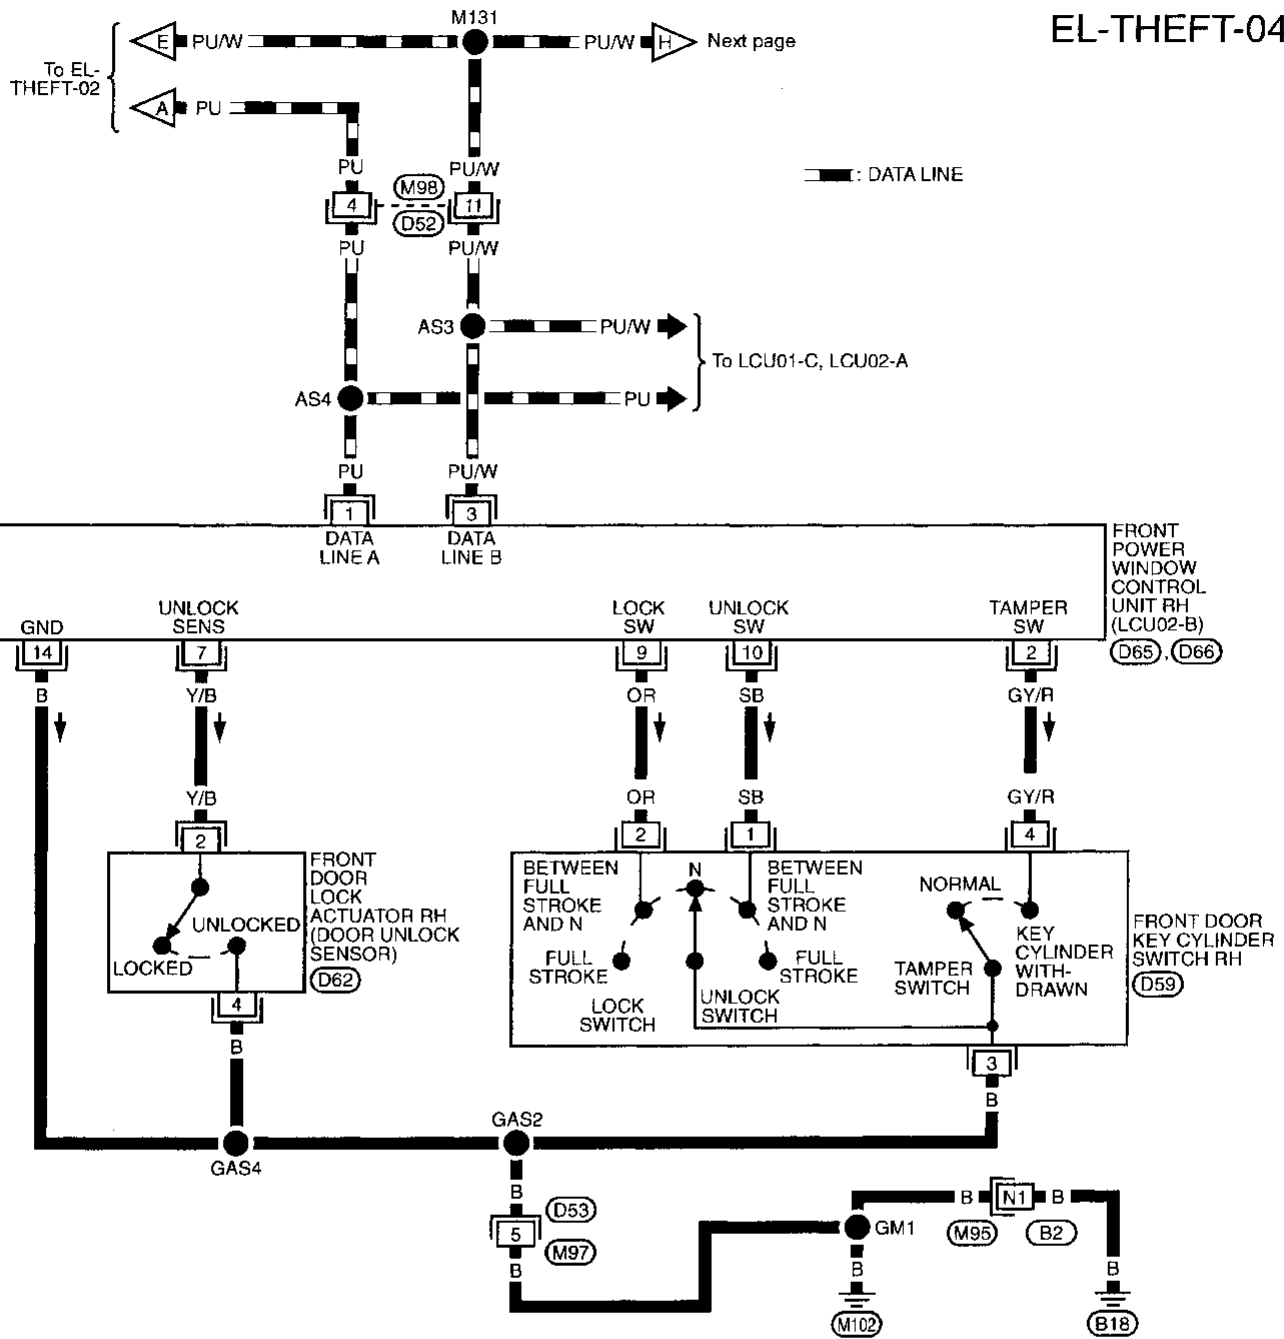 M131
EL-THEFT-04
E PU/W PU/W H Next page
To EL-
THEFT-02
A PU
PU PU/W
: DATA LINE
4 M98 11
D52
PU PU/W
AS3 PU/W
To LCU01-C, LCU02-A
AS4 PU
PU PU/W
1 3
DATA
LINE A
DATA
LINE B
FRONT
POWER
WINDOW
CONTROL
UNIT RH
(LCU02-B)
D65 , D66
GND
UNLOCK
SENS
LOCK
SW
UNLOCK
SW
TAMPER
SW
14 7 9 10 2
B Y/B OR SB GY/R
Y/B OR SB GY/R
2 2 1 4
FRONT
DOOR
LOCK
ACTUATOR RH
(DOOR UNLOCK
SENSOR)
D62
UNLOCKED
LOCKED
4
B
BETWEEN
FULL
STROKE
AND N
N
BETWEEN
FULL
STROKE
AND N
FULL
STROKE
FULL
STROKE
LOCK
SWITCH
UNLOCK
SWITCH
NORMAL
TAMPER
SWITCH
KEY
CYLINDER
WITH-
DRAWN
FRONT DOOR
KEY CYLINDER
SWITCH RH
D59
3
B
GAS2
GAS4
B
D53
5
M97
B
B N1 B
GM1 M95 B2
B B
M102 B18